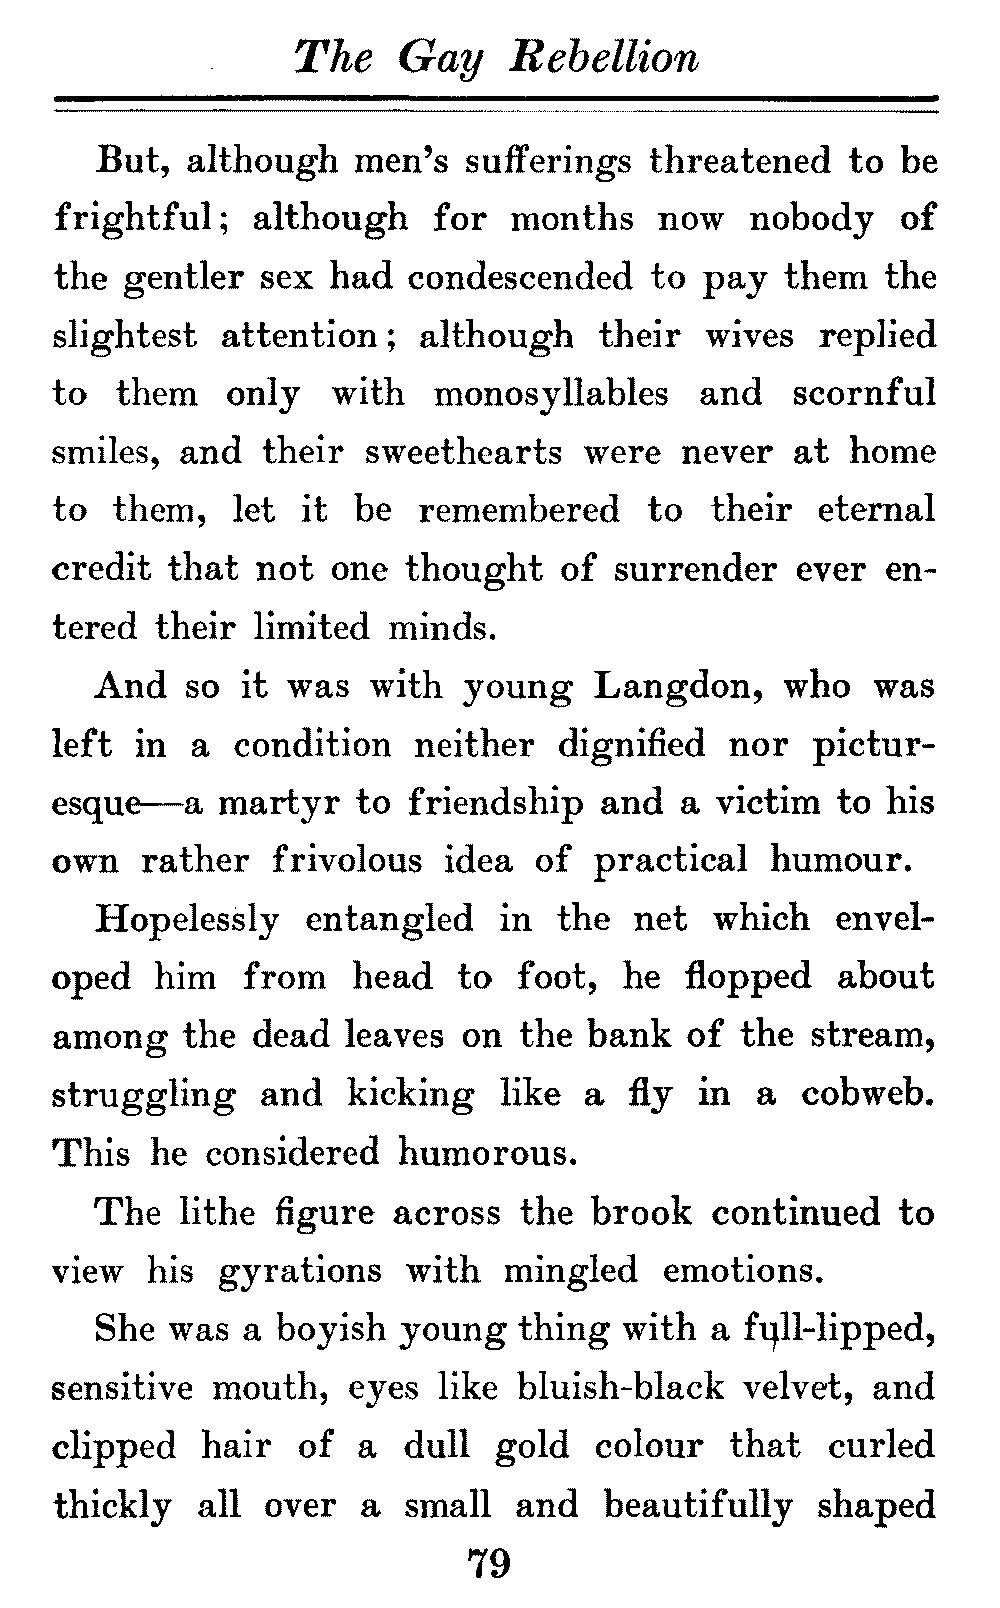 The Gay Rebellion
But, although men's sufferings threatened to be
frightful; although for months now nobody of
the gentler sex had condescended to pay them the
slightest attention; although their wives replied
to them only with monosyllables and scornful
smiles, and their sweethearts were never at home
to them, let it be remembered to their eternal
credit that not one thought of surrender ever en-
tered their limited minds.
And so it was with young Langdon, who was
left in a condition neither dignified nor pictur-
esque—a martyr to friendship and a victim to his
own rather frivolous idea of practical humour.
Hopelessly entangled in the net which envel-
oped him from head to foot, he flopped about
among the dead leaves on the bank of the stream,
struggling and kicking like a fly in a cobweb.
This he considered humorous.
The lithe figure across the brook continued to
view his gyrations with mingled emotions.
She was a boyish young thing with a full-lipped,
sensitive mouth, eyes like bluish-black velvet, and
clipped hair of a dull gold colour that curled
thickly all over a small and beautifully shaped
79